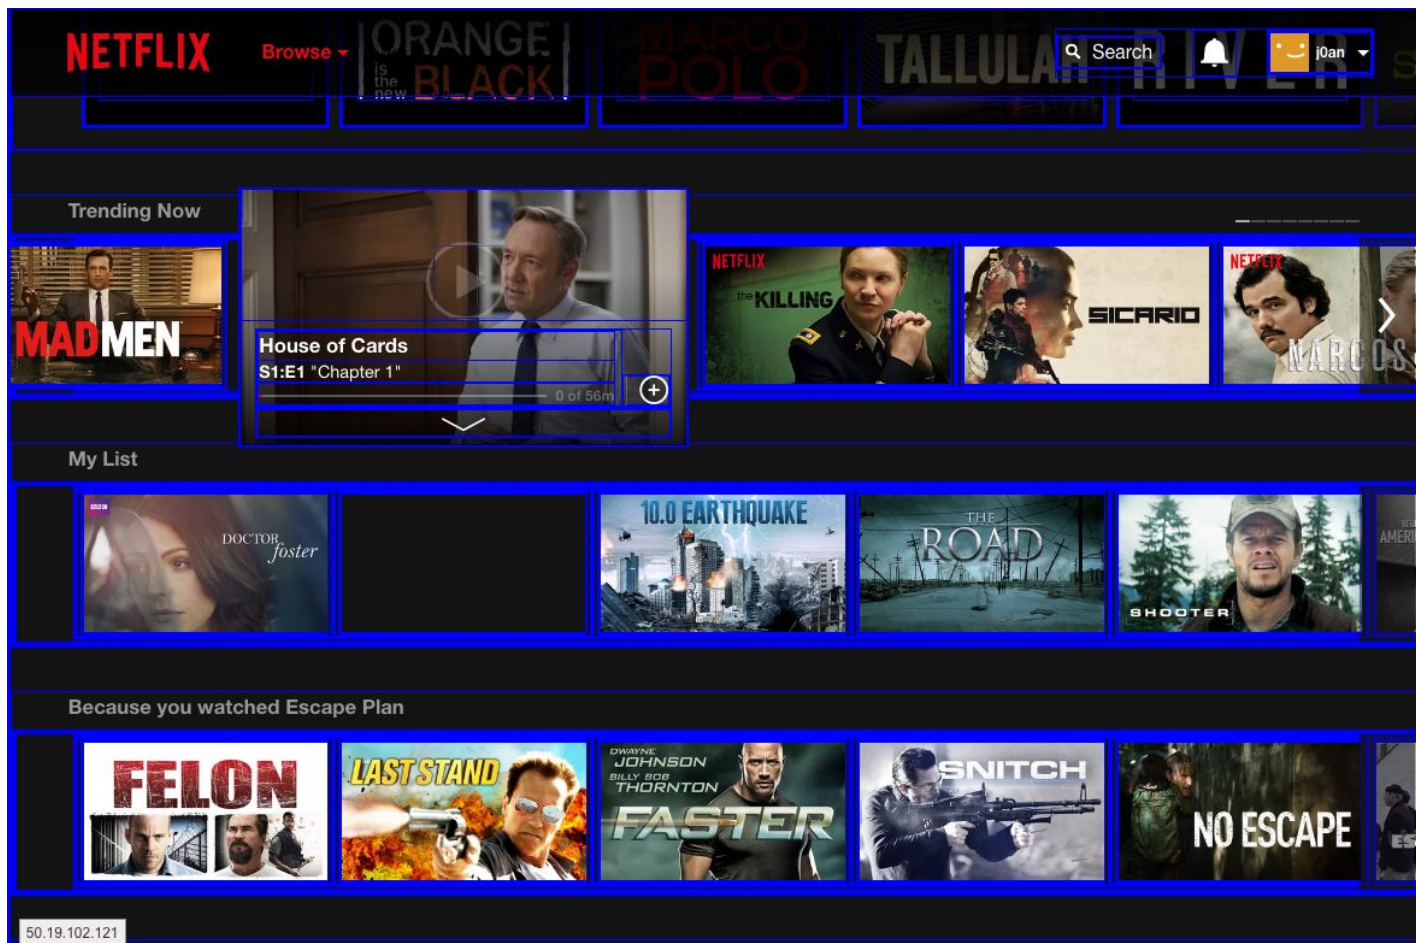 NETFLIX
Browse
ORANGE
is
the
new
BLACK
MARCO
POLO
TALLULAH
RIVER
Search
j0an
Trending Now
MADMEN
House of Cards
S1:E1 "Chapter 1"
0 of 56m
NETFLIX
the KILLING
SICARIO
NETFLIX
NARCOS
My List
DOCTOR
foster
10.0 EARTHQUAKE
THE
ROAD
SHOOTER
Because you watched Escape Plan
FELON
LAST STAND
DWAYNE
JOHNSON
BILLY BOB
THORNTON
FASTER
SNITCH
NO ESCAPE
50.19.102.121